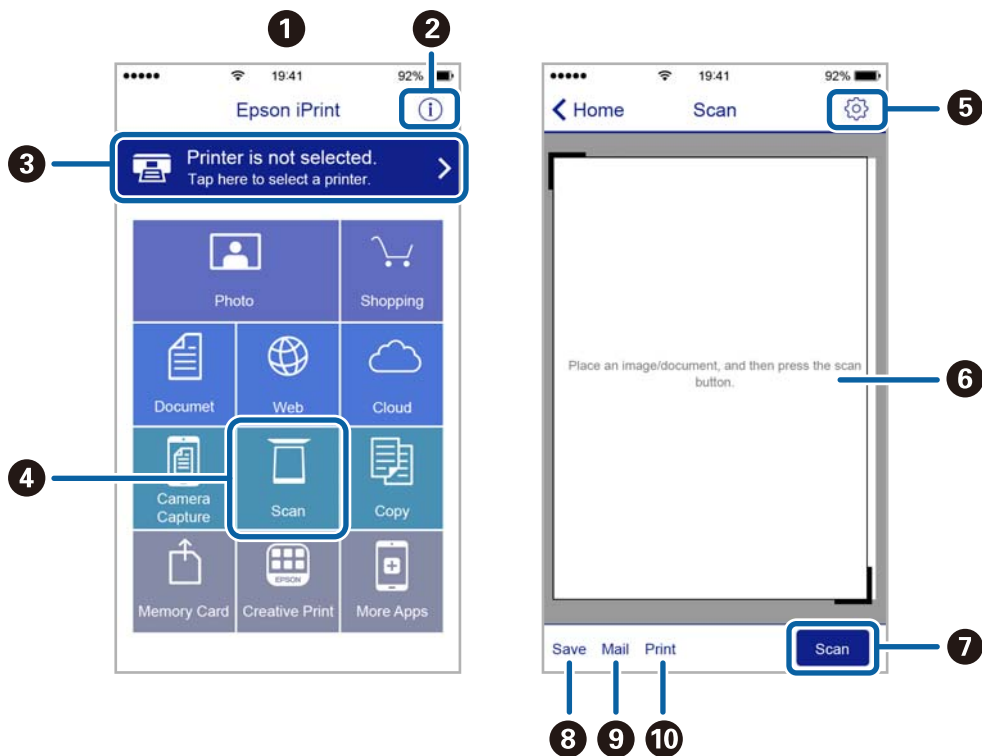 1
2
19:41
92%
Epson iPrint
i
3
Printer is not selected.
Tap here to select a printer.
Photo
Shopping
Documet
Web
Cloud
4
Camera
Capture
Scan
Copy
EPSON
Memory Card
Creative Print
More Apps
19:41
92%
Home
Scan
5
Place an image/document, and then press the scan
button.
6
Save
Mail
Print
Scan
7
8
9
10